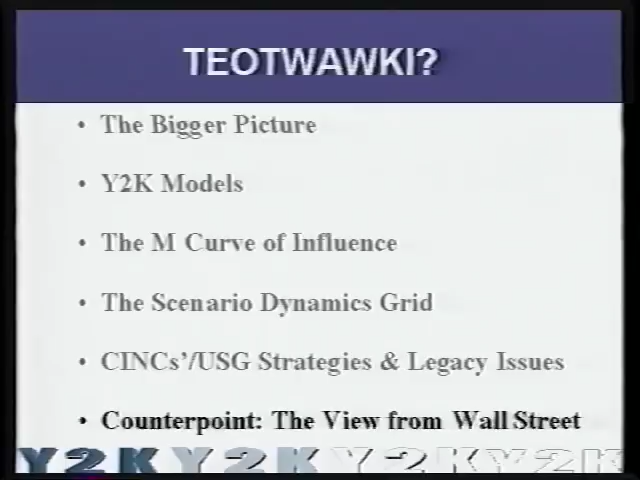 TEOTWAWKI?
• The Bigger Picture
• Y2K Models
• The M Curve of Influence
• The Scenario Dynamics Grid
• CINCs'/USG Strategies & Legacy Issues
• Counterpoint: The View from Wall Street
Y2K Y2K Y2K Y2K